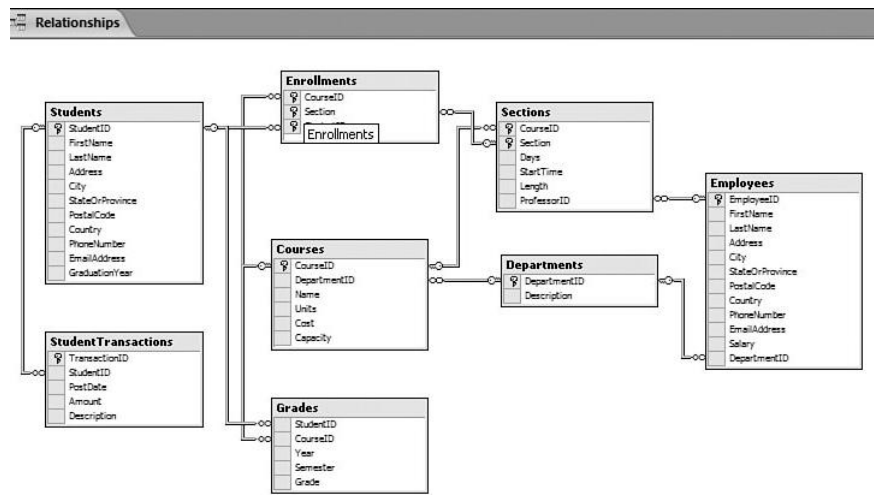 Relationships
Enrollments
CourseID
Section
Enrollments
Students
StudentID
FirstName
LastName
Address
City
StateOrProvince
PostalCode
Country
PhoneNumber
EmailAddress
GraduationYear
Sections
CourseID
Section
Days
StartTime
Length
ProfessorID
Employees
EmployeeID
FirstName
LastName
Address
City
StateOrProvince
PostalCode
Country
PhoneNumber
EmailAddress
Salary
DepartmentID
Courses
CourseID
DepartmentID
Name
Units
Cost
Capacity
Departments
DepartmentID
Description
StudentTransactions
TransactionID
StudentID
PostDate
Amount
Description
Grades
StudentID
CourseID
Year
Semester
Grade